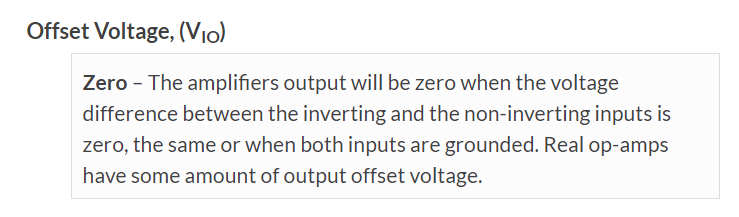 Offset Voltage, (VIO)
Zero – The amplifiers output will be zero when the voltage
difference between the inverting and the non-inverting inputs is
zero, the same or when both inputs are grounded. Real op-amps
have some amount of output offset voltage.